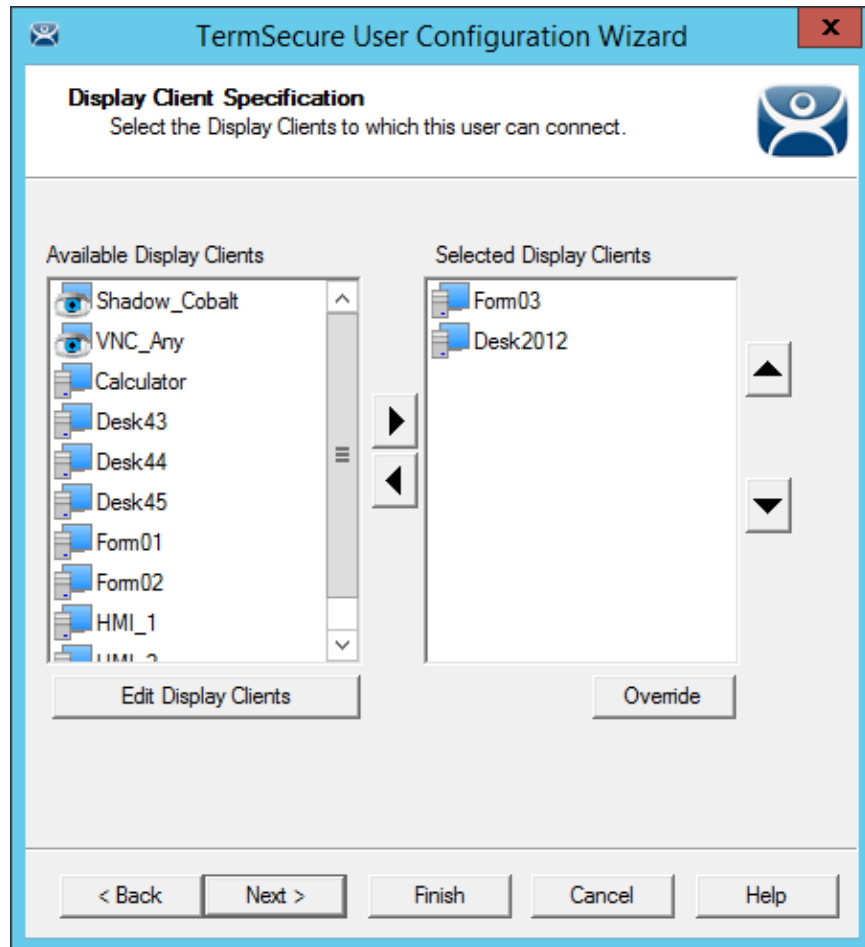 TermSecure User Configuration Wizard
x
Display Client Specification
Select the Display Clients to which this user can connect.
Available Display Clients
Selected Display Clients
Shadow_Cobalt
VNC_Any
Calculator
Desk43
Desk44
Desk45
Form01
Form02
HMI_1
Form03
Desk2012
Edit Display Clients
Override
< Back
Next >
Finish
Cancel
Help